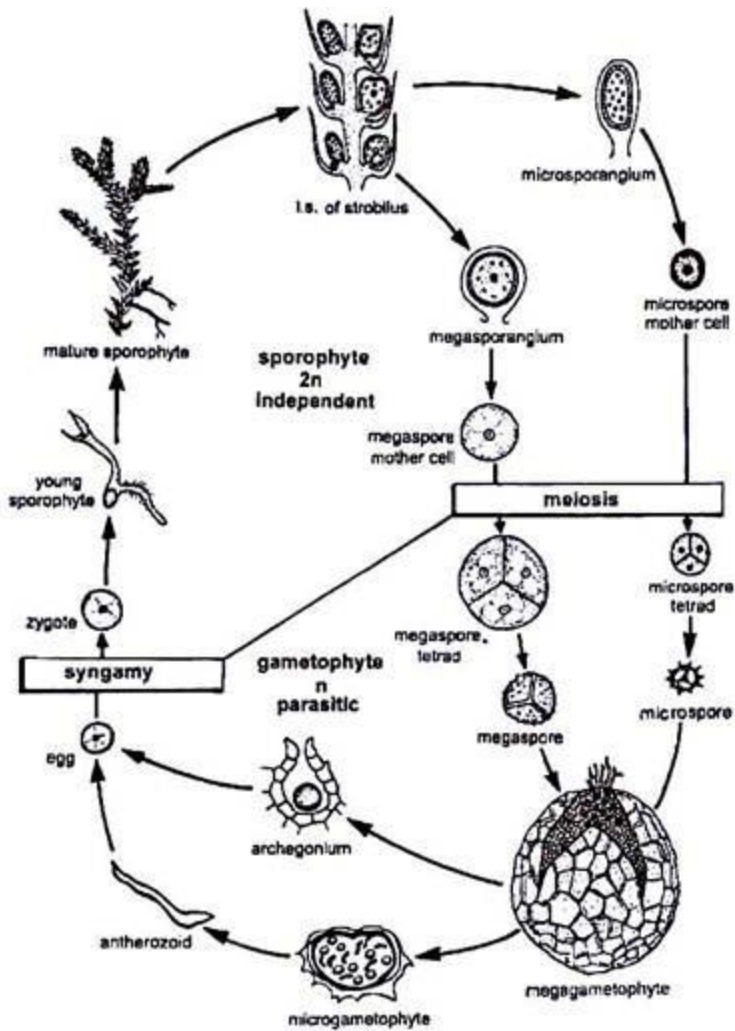 l.s. of strobilus
microsporangium
microspore
mother cell
megasporangium
mature sporophyte
sporophyte
2n
independent
megaspore
mother cell
young
sporophyte
meiosis
microspore
tetrad
megaspore
tetrad
zygote
syngamy
gametophyte
n
parasitic
microspore
megaspore
egg
archegonium
antherozoid
megagametophyte
microgametophyte